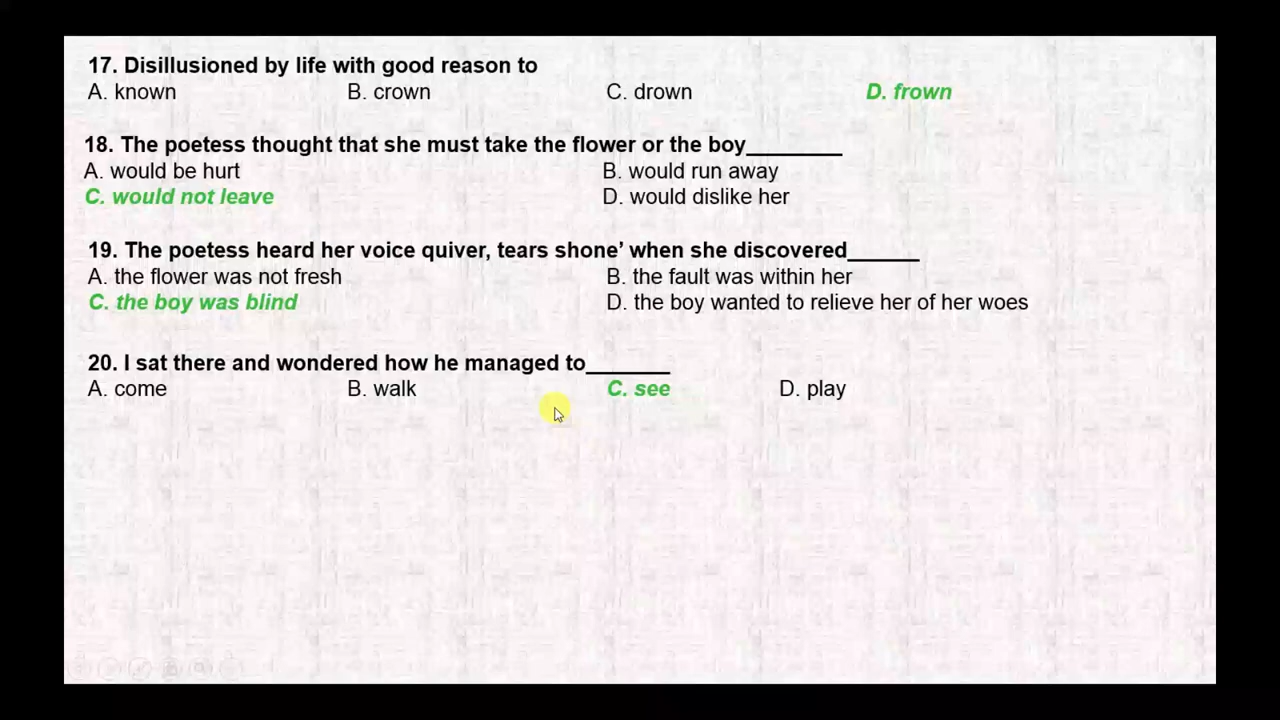 17. Disillusioned by life with good reason to
A. known B. crown C. drown D. frown
18. The poetess thought that she must take the flower or the boy________
A. would be hurt B. would run away
C. would not leave D. would dislike her
19. The poetess heard her voice quiver, tears shone’ when she discovered______
A. the flower was not fresh B. the fault was within her
C. the boy was blind D. the boy wanted to relieve her of her woes
20. I sat there and wondered how he managed to_______
A. come B. walk C. see D. play